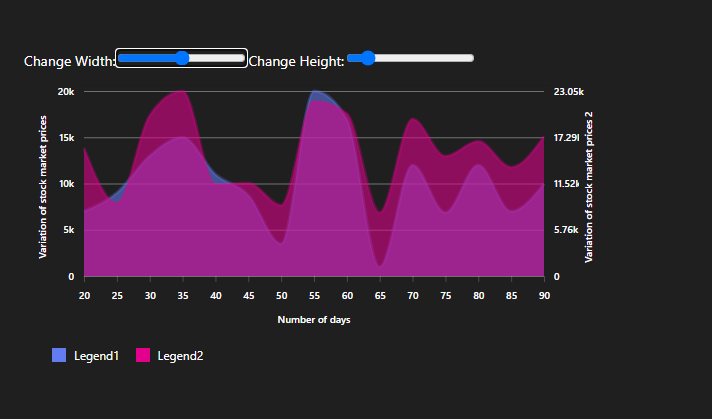 Change Width: Change Height:
20k 23.05k
15k 17.29k
10k 11.52k
5k 5.76k
0 0
Variation of stock market prices
Variation of stock market prices 2
20 25 30 35 40 45 50 55 60 65 70 75 80 85 90
Number of days
Legend1 Legend2